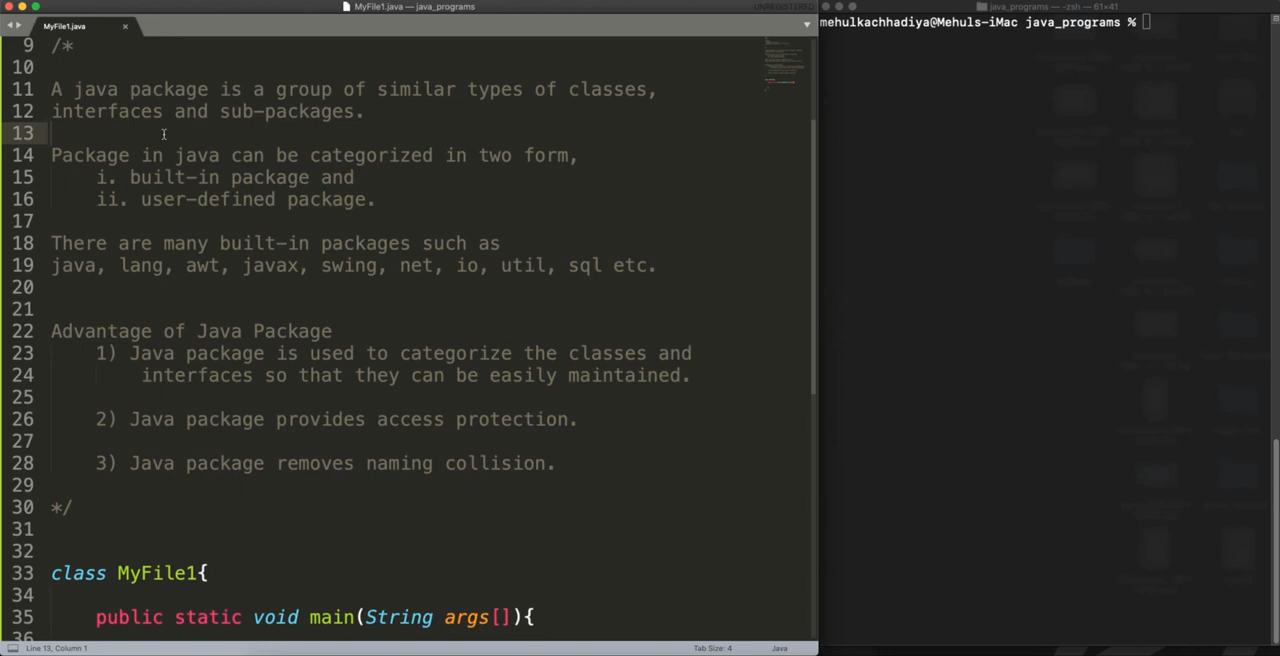 MyFile1.java — java_programs
UNREGISTERED
java_programs — -zsh — 61×41
MyFile1.java ×
mehulkachhadiya@Mehuls-iMac java_programs %
9 /*
10
11 A java package is a group of similar types of classes,
12 interfaces and sub-packages.
13
14 Package in java can be categorized in two form,
15 i. built-in package and
16 ii. user-defined package.
17
18 There are many built-in packages such as
19 java, lang, awt, javax, swing, net, io, util, sql etc.
20
21
22 Advantage of Java Package
23 1) Java package is used to categorize the classes and
24 interfaces so that they can be easily maintained.
25
26 2) Java package provides access protection.
27
28 3) Java package removes naming collision.
29
30 */
31
32
33 class MyFile1{
34
35 public static void main(String args[]){
36
Line 13, Column 1
Tab Size: 4
Java